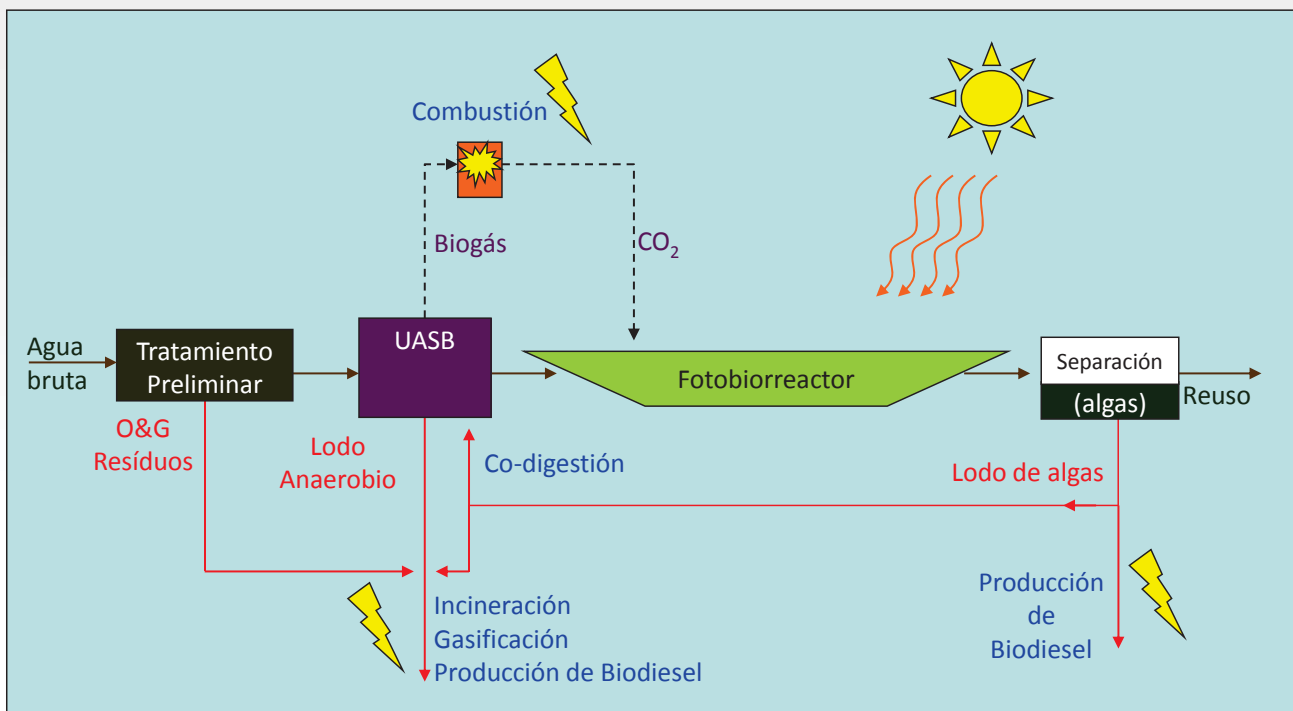 Combustión
Biogás
CO₂
Agua
bruta
Tratamiento
Preliminar
UASB
Fotobiorreactor
Separación
(algas)
Reuso
O&G
Resíduos
Lodo
Anaerobio
Co-digestión
Lodo de algas
Incineración
Gasificación
Producción de Biodiesel
Producción
de
Biodiesel